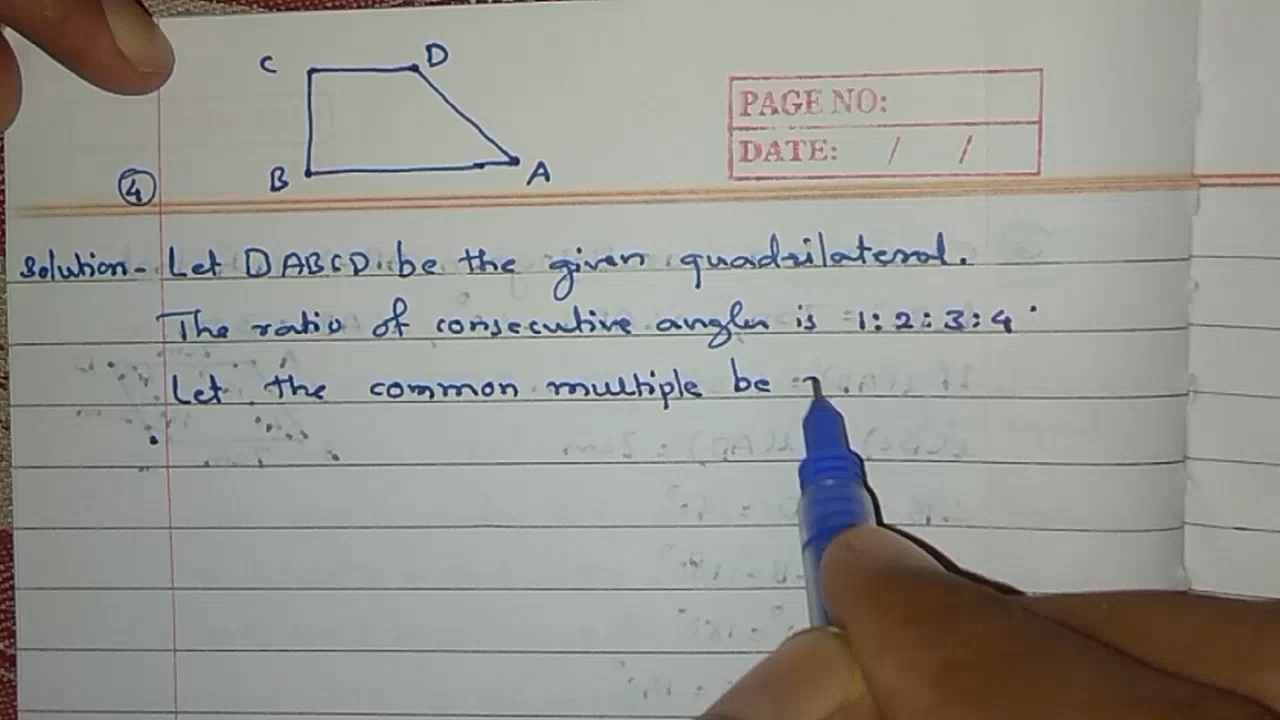 C D
PAGE NO:
DATE: / /
B A
4
Solution- Let □ABCD be the given quadrilateral.
The ratio of consecutive angles is 1:2:3:4.
Let the common multiple be